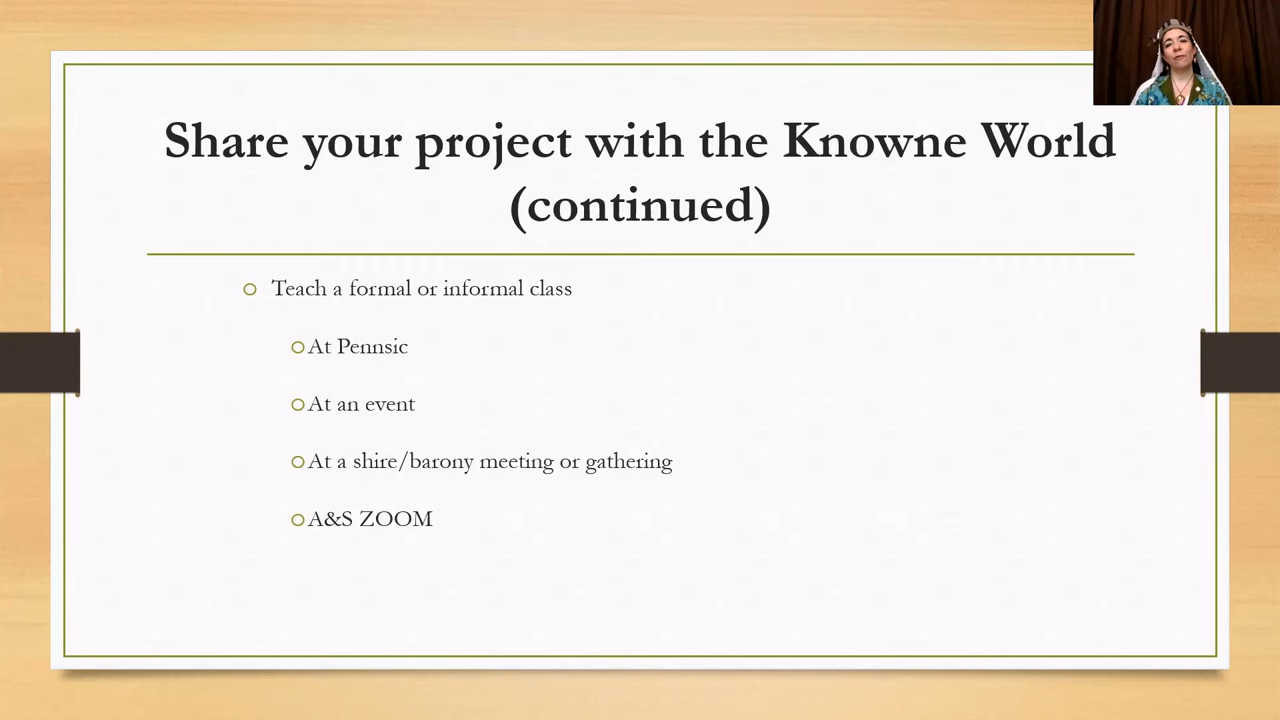 Share your project with the Knowne World
(continued)
Teach a formal or informal class
At Pennsic
At an event
At a shire/barony meeting or gathering
A&S ZOOM